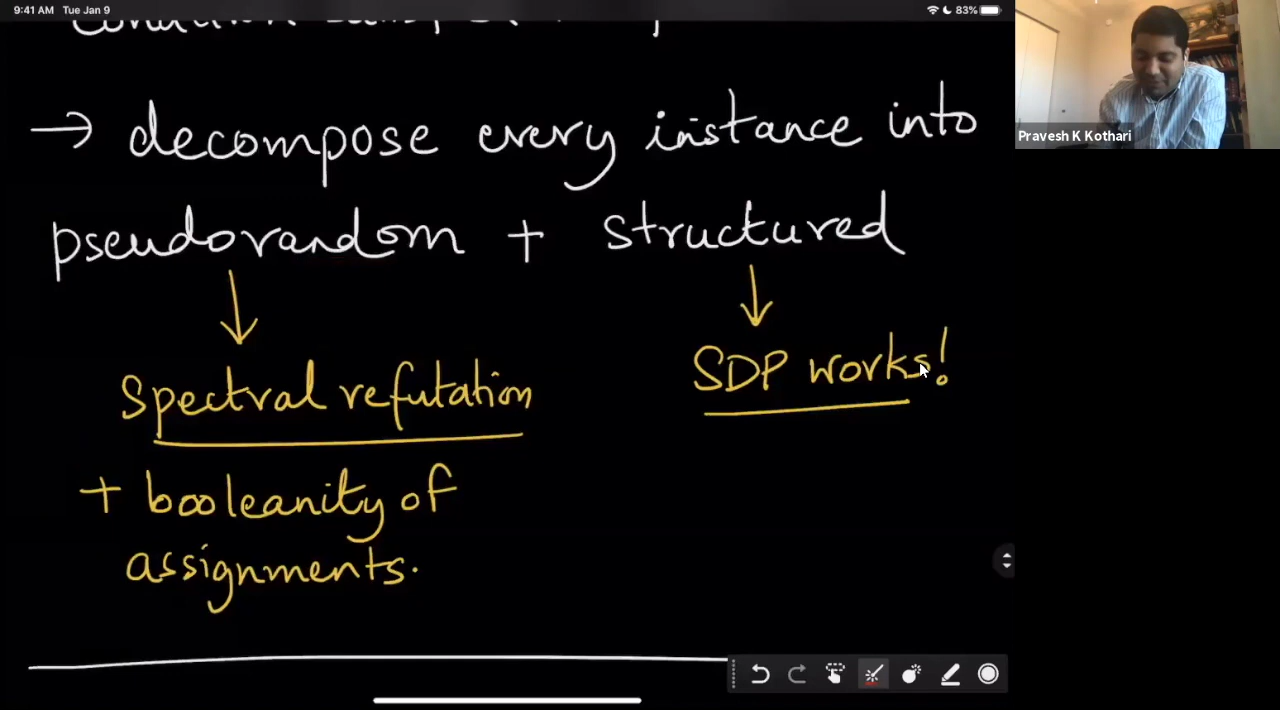 9:41 AM Tue Jan 9
83%
→ decompose every instance into
pseudorandom + structured
Spectral refutation
SDP works!
+ booleanity of
assignments.
Pravesh K Kothari